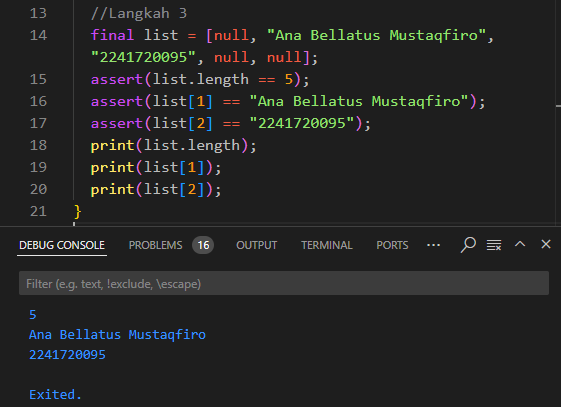 13 //Langkah 3
14 final list = [null, "Ana Bellatus Mustaqfiro",
"2241720095", null, null];
15 assert(list.length == 5);
16 assert(list[1] == "Ana Bellatus Mustaqfiro");
17 assert(list[2] == "2241720095");
18 print(list.length);
19 print(list[1]);
20 print(list[2]);
21 }
DEBUG CONSOLE PROBLEMS 16 OUTPUT TERMINAL PORTS ···
Filter (e.g. text, !exclude, \escape)
5
Ana Bellatus Mustaqfiro
2241720095
Exited.